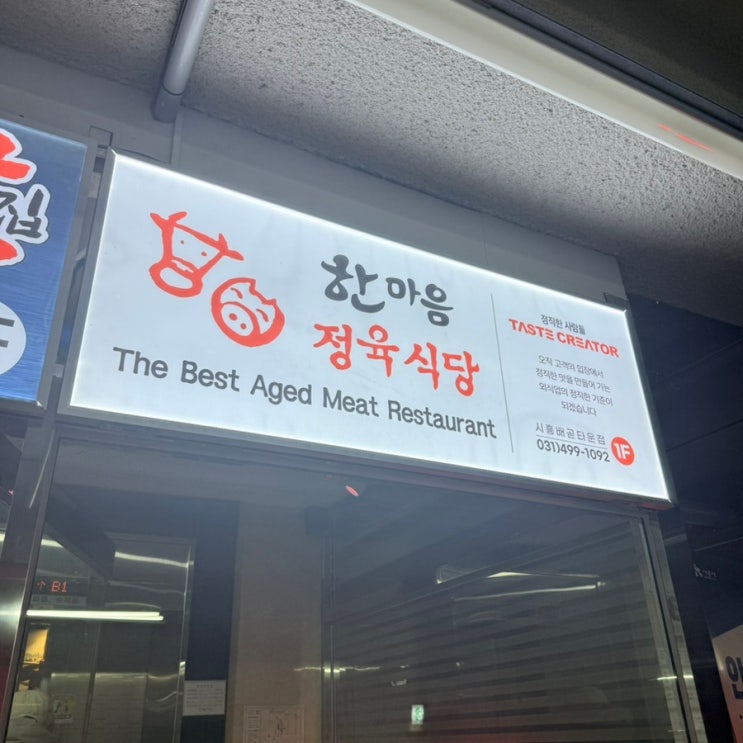 집
한마음
정육식당
The Best Aged Meat Restaurant
정직한 사람들
TASTE CREATOR
오직 고객의 입장에서
정직한 맛을 만들어 가는
외식업의 정직한 기준이
되겠습니다
시흥배곧타운점
031)499-1092
1F
B1